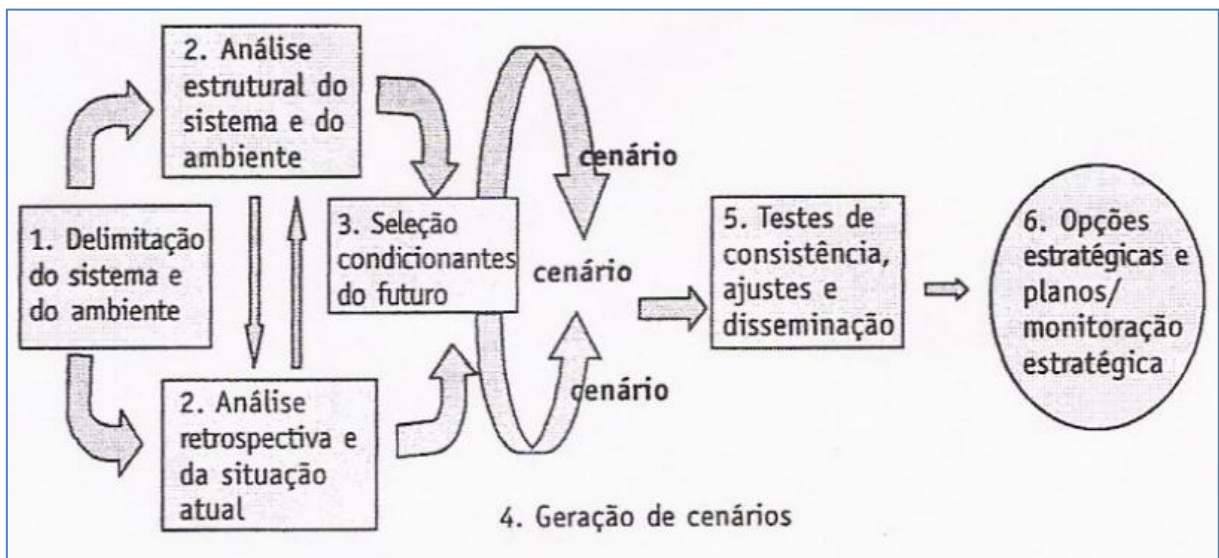 2. Análise
estrutural do
sistema e do
ambiente
1. Delimitação
do sistema e
do ambiente
2. Análise
retrospectiva e
da situação
atual
3. Seleção
condicionantes
do futuro
cenário
cenário
cenário
4. Geração de cenários
5. Testes de
consistência,
ajustes e
disseminação
6. Opções
estratégicas e
planos/
monitoração
estratégica